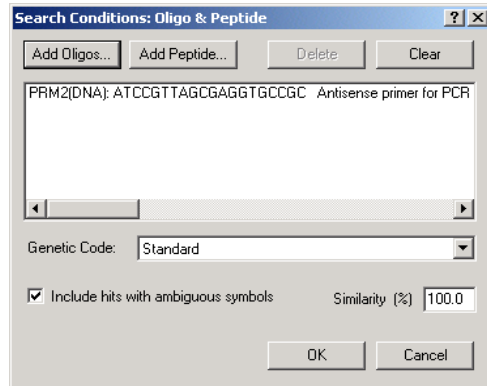 Search Conditions: Oligo & Peptide
Add Oligos... Add Peptide... Delete Clear
PRM2(DNA): ATCCGTTAGCGAGGTGCCGC Antisense primer for PCR
Genetic Code: Standard
Include hits with ambiguous symbols Similarity (%) 100.0
OK Cancel